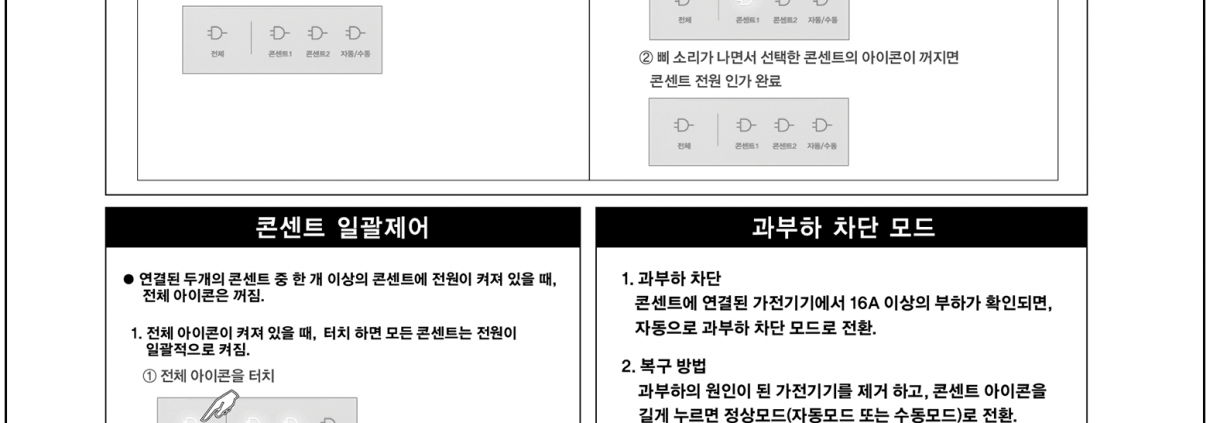 전체 콘센트1 콘센트2 자동/수동
전체 콘센트1 콘센트2 자동/수동
② 삐 소리가 나면서 선택한 콘센트의 아이콘이 꺼지면
콘센트 전원 인가 완료
전체 콘센트1 콘센트2 자동/수동
콘센트 일괄제어
● 연결된 두개의 콘센트 중 한 개 이상의 콘센트에 전원이 켜져 있을 때,
전체 아이콘은 꺼짐.
1. 전체 아이콘이 켜져 있을 때, 터치 하면 모든 콘센트는 전원이
일괄적으로 켜짐.
① 전체 아이콘을 터치
과부하 차단 모드
1. 과부하 차단
콘센트에 연결된 가전기기에서 16A 이상의 부하가 확인되면,
자동으로 과부하 차단 모드로 전환.
2. 복구 방법
과부하의 원인이 된 가전기기를 제거 하고, 콘센트 아이콘을
길게 누르면 정상모드(자동모드 또는 수동모드)로 전환.